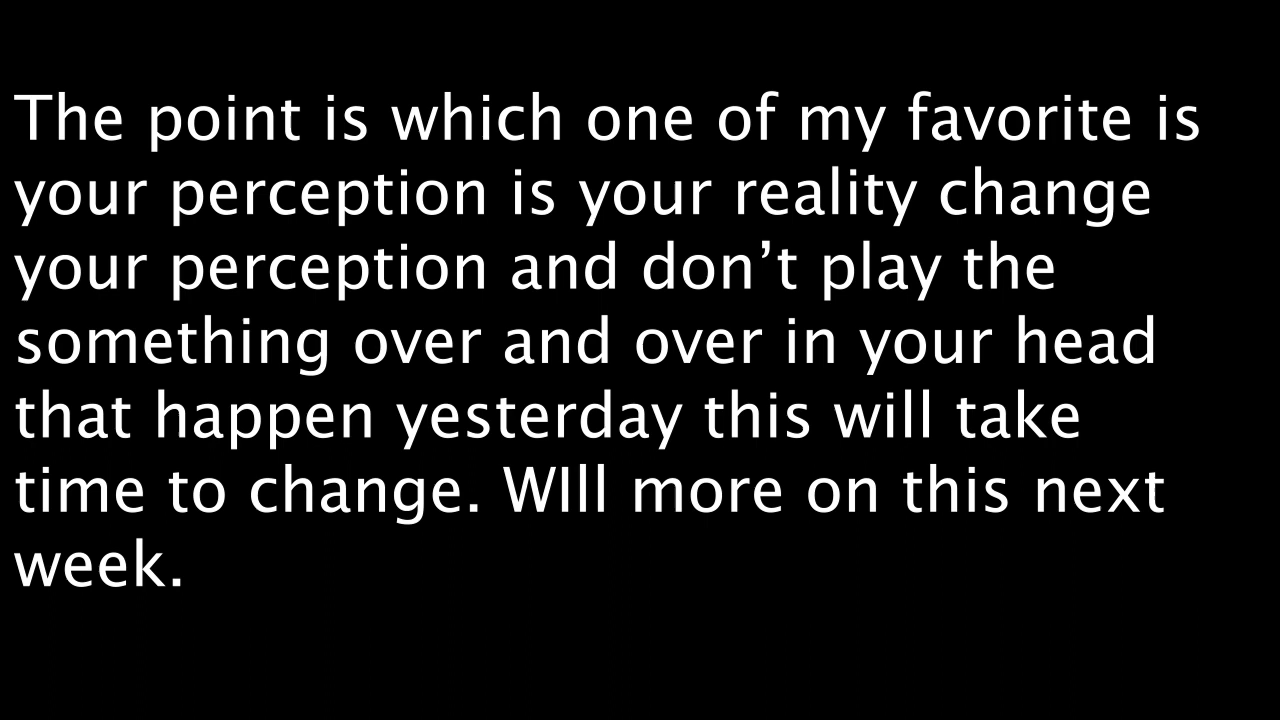 The point is which one of my favorite is
your perception is your reality change
your perception and don’t play the
something over and over in your head
that happen yesterday this will take
time to change. WIll more on this next
week.